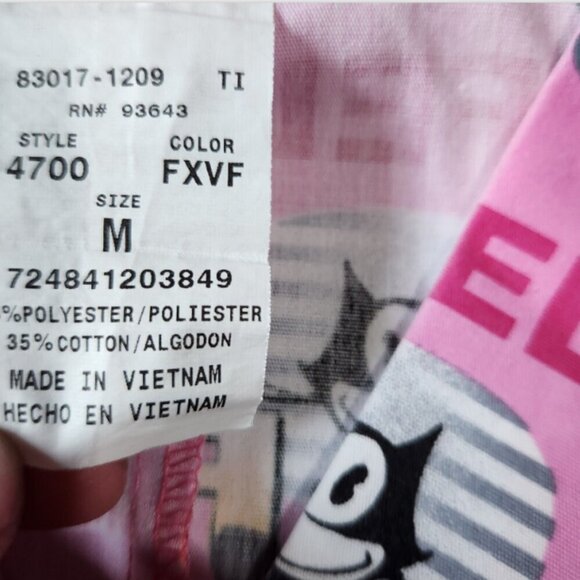 83017-1209 TI
RN# 93643
STYLE COLOR
4700 FXVF
SIZE
M
724841203849
%POLYESTER/POLIESTER
35%COTTON/ALGODON
MADE IN VIETNAM
HECHO EN VIETNAM
EL